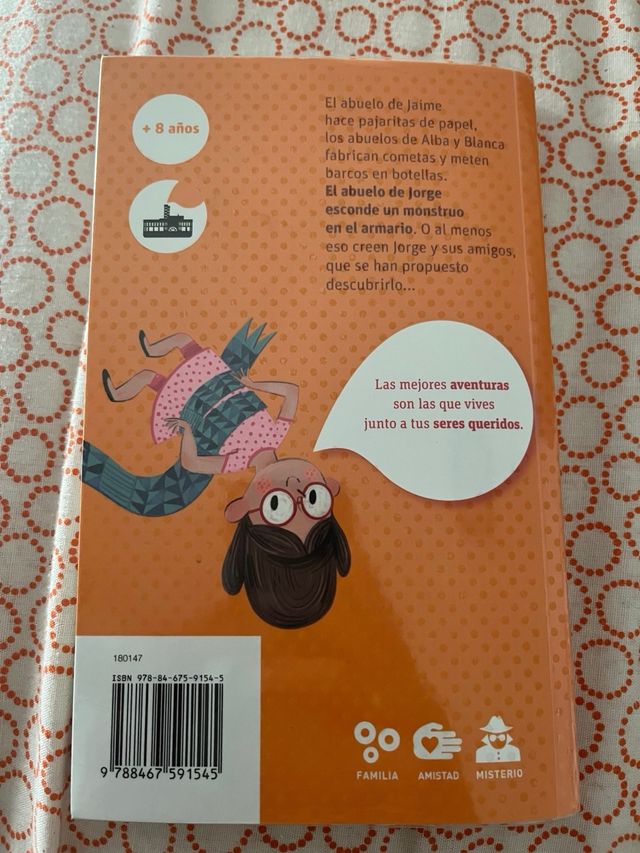 + 8 años
El abuelo de Jaime
hace pajaritas de papel,
los abuelos de Alba y Blanca
fabrican cometas y meten
barcos en botellas.
El abuelo de Jorge
esconde un monstruo
en el armario. O al menos
eso creen Jorge y sus amigos,
que se han propuesto
descubrirlo...
Las mejores aventuras
son las que vives
junto a tus seres queridos.
180147
ISBN 978-84-675-9154-5
9 788467 591545
FAMILIA AMISTAD MISTERIO